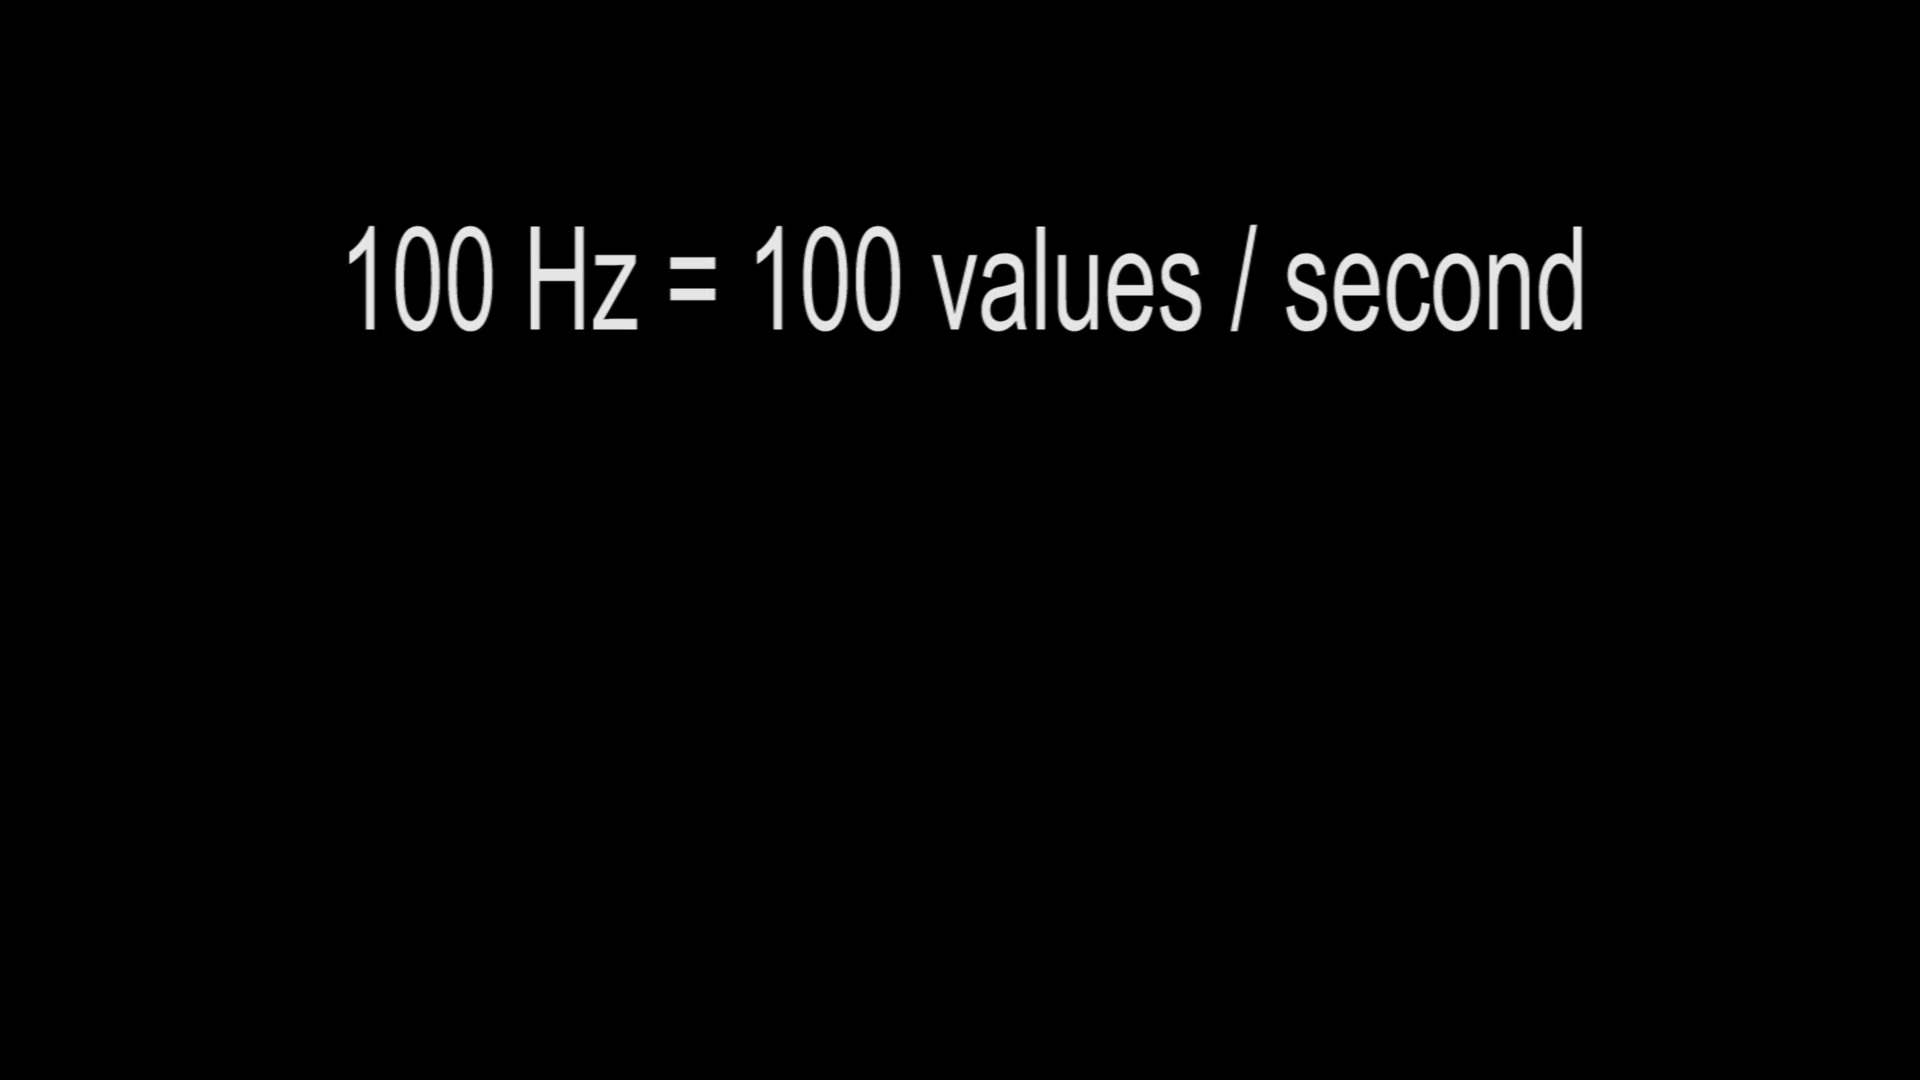 100 Hz = 100 values / second